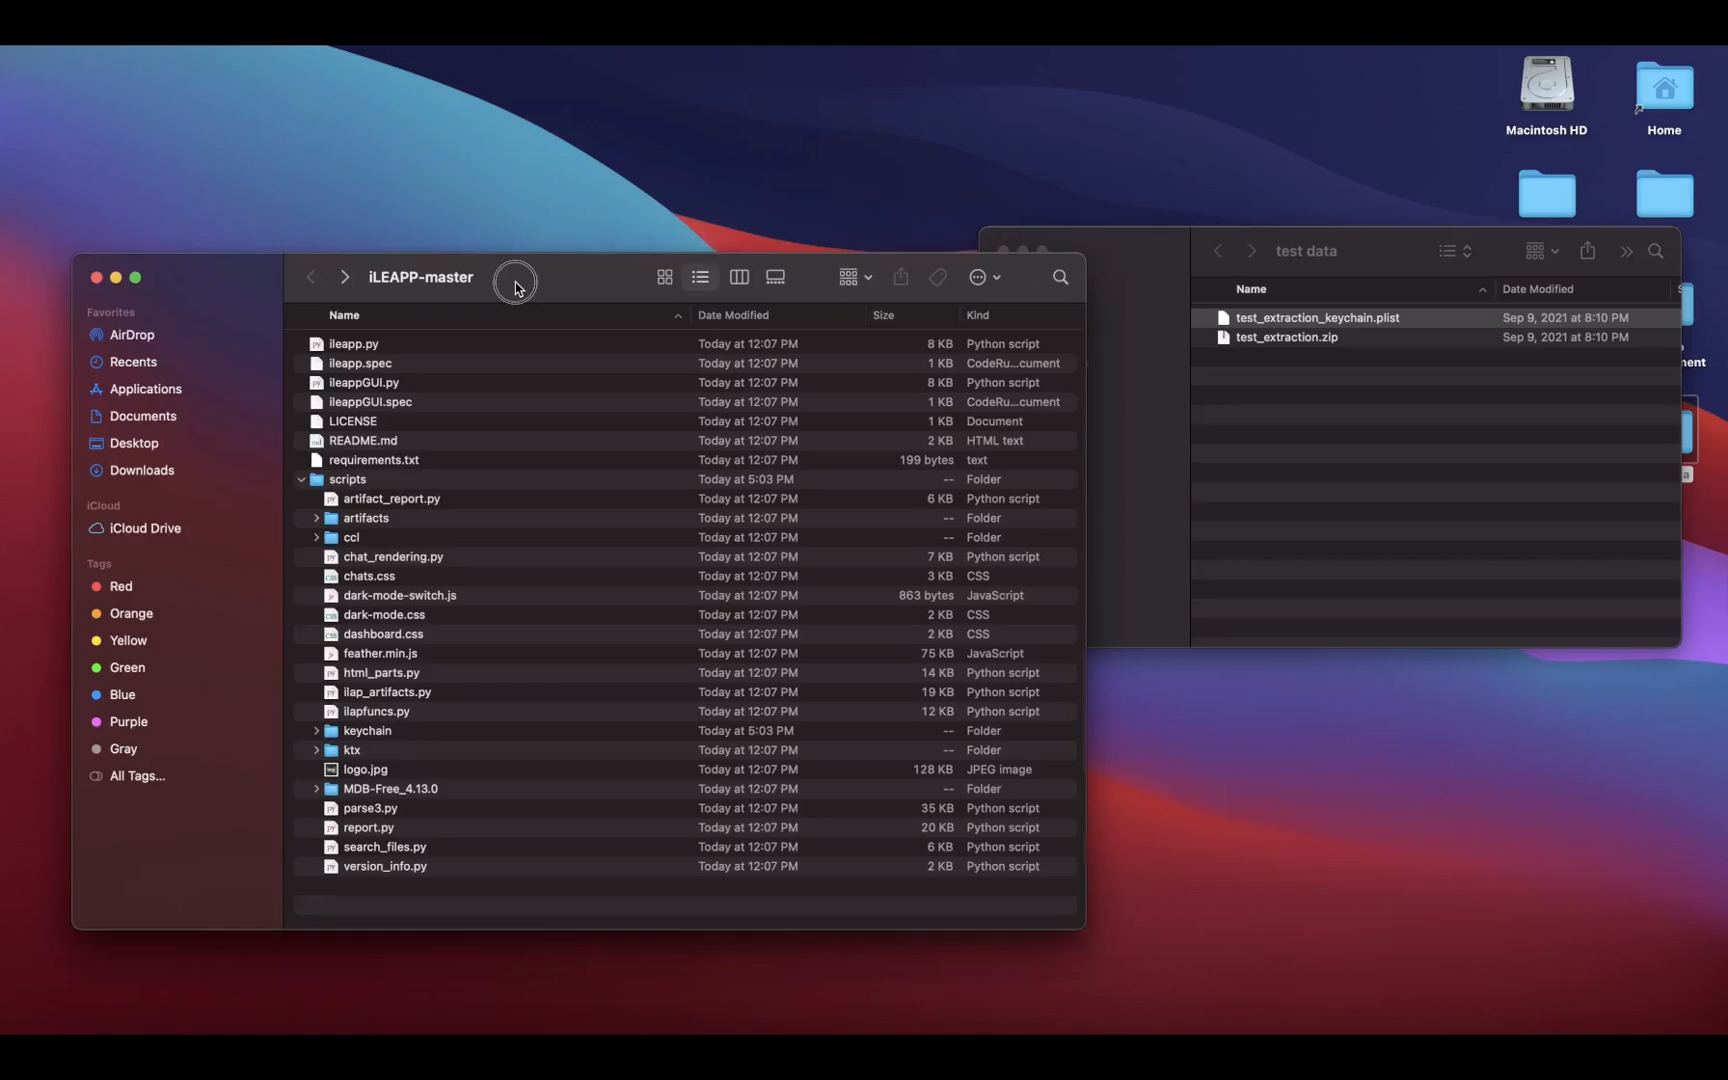 Macintosh HD
Home
iLEAPP-master
Name
Date Modified
Size
Kind
Favorites
AirDrop
Recents
Applications
Documents
Desktop
Downloads
iCloud
iCloud Drive
Tags
Red
Orange
Yellow
Green
Blue
Purple
Gray
All Tags...
ileapp.py Today at 12:07 PM 8 KB Python script
ileapp.spec Today at 12:07 PM 1 KB CodeRu...cument
ileappGUI.py Today at 12:07 PM 8 KB Python script
ileappGUI.spec Today at 12:07 PM 1 KB CodeRu...cument
LICENSE Today at 12:07 PM 1 KB Document
README.md Today at 12:07 PM 2 KB HTML text
requirements.txt Today at 12:07 PM 199 bytes text
scripts Today at 5:03 PM -- Folder
artifact_report.py Today at 12:07 PM 6 KB Python script
artifacts Today at 12:07 PM -- Folder
ccl Today at 12:07 PM -- Folder
chat_rendering.py Today at 12:07 PM 7 KB Python script
chats.css Today at 12:07 PM 3 KB CSS
dark-mode-switch.js Today at 12:07 PM 863 bytes JavaScript
dark-mode.css Today at 12:07 PM 2 KB CSS
dashboard.css Today at 12:07 PM 2 KB CSS
feather.min.js Today at 12:07 PM 75 KB JavaScript
html_parts.py Today at 12:07 PM 14 KB Python script
ilap_artifacts.py Today at 12:07 PM 19 KB Python script
ilapfuncs.py Today at 12:07 PM 12 KB Python script
keychain Today at 5:03 PM -- Folder
ktx Today at 12:07 PM -- Folder
logo.jpg Today at 12:07 PM 128 KB JPEG image
MDB-Free_4.13.0 Today at 12:07 PM -- Folder
parse3.py Today at 12:07 PM 35 KB Python script
report.py Today at 12:07 PM 20 KB Python script
search_files.py Today at 12:07 PM 6 KB Python script
version_info.py Today at 12:07 PM 2 KB Python script
test data
Name Date Modified
test_extraction_keychain.plist Sep 9, 2021 at 8:10 PM
test_extraction.zip Sep 9, 2021 at 8:10 PM
ment